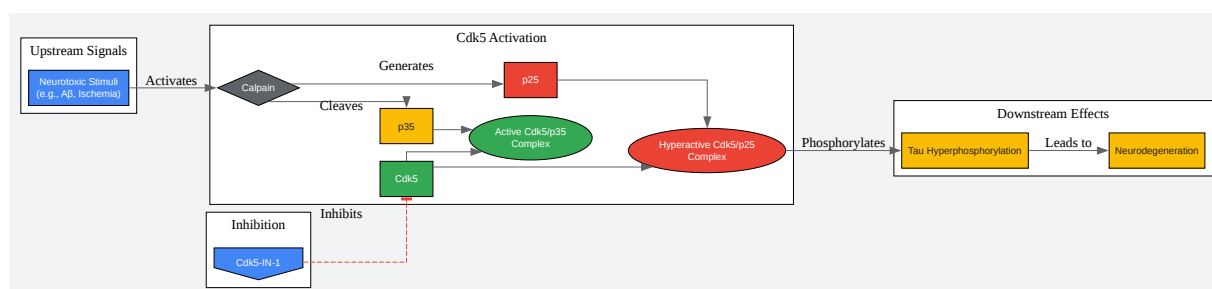 Upstream Signals
Neurotoxic Stimuli
(e.g., Aβ, Ischemia)
Activates
Cdk5 Activation
Calpain
Generates
Cleaves
p25
p35
Active Cdk5/p35
Complex
Cdk5
Hyperactive Cdk5/p25
Complex
Phosphorylates
Downstream Effects
Tau Hyperphosphorylation
Leads to
Neurodegeneration
Inhibition
Inhibits
Cdk5-IN-1